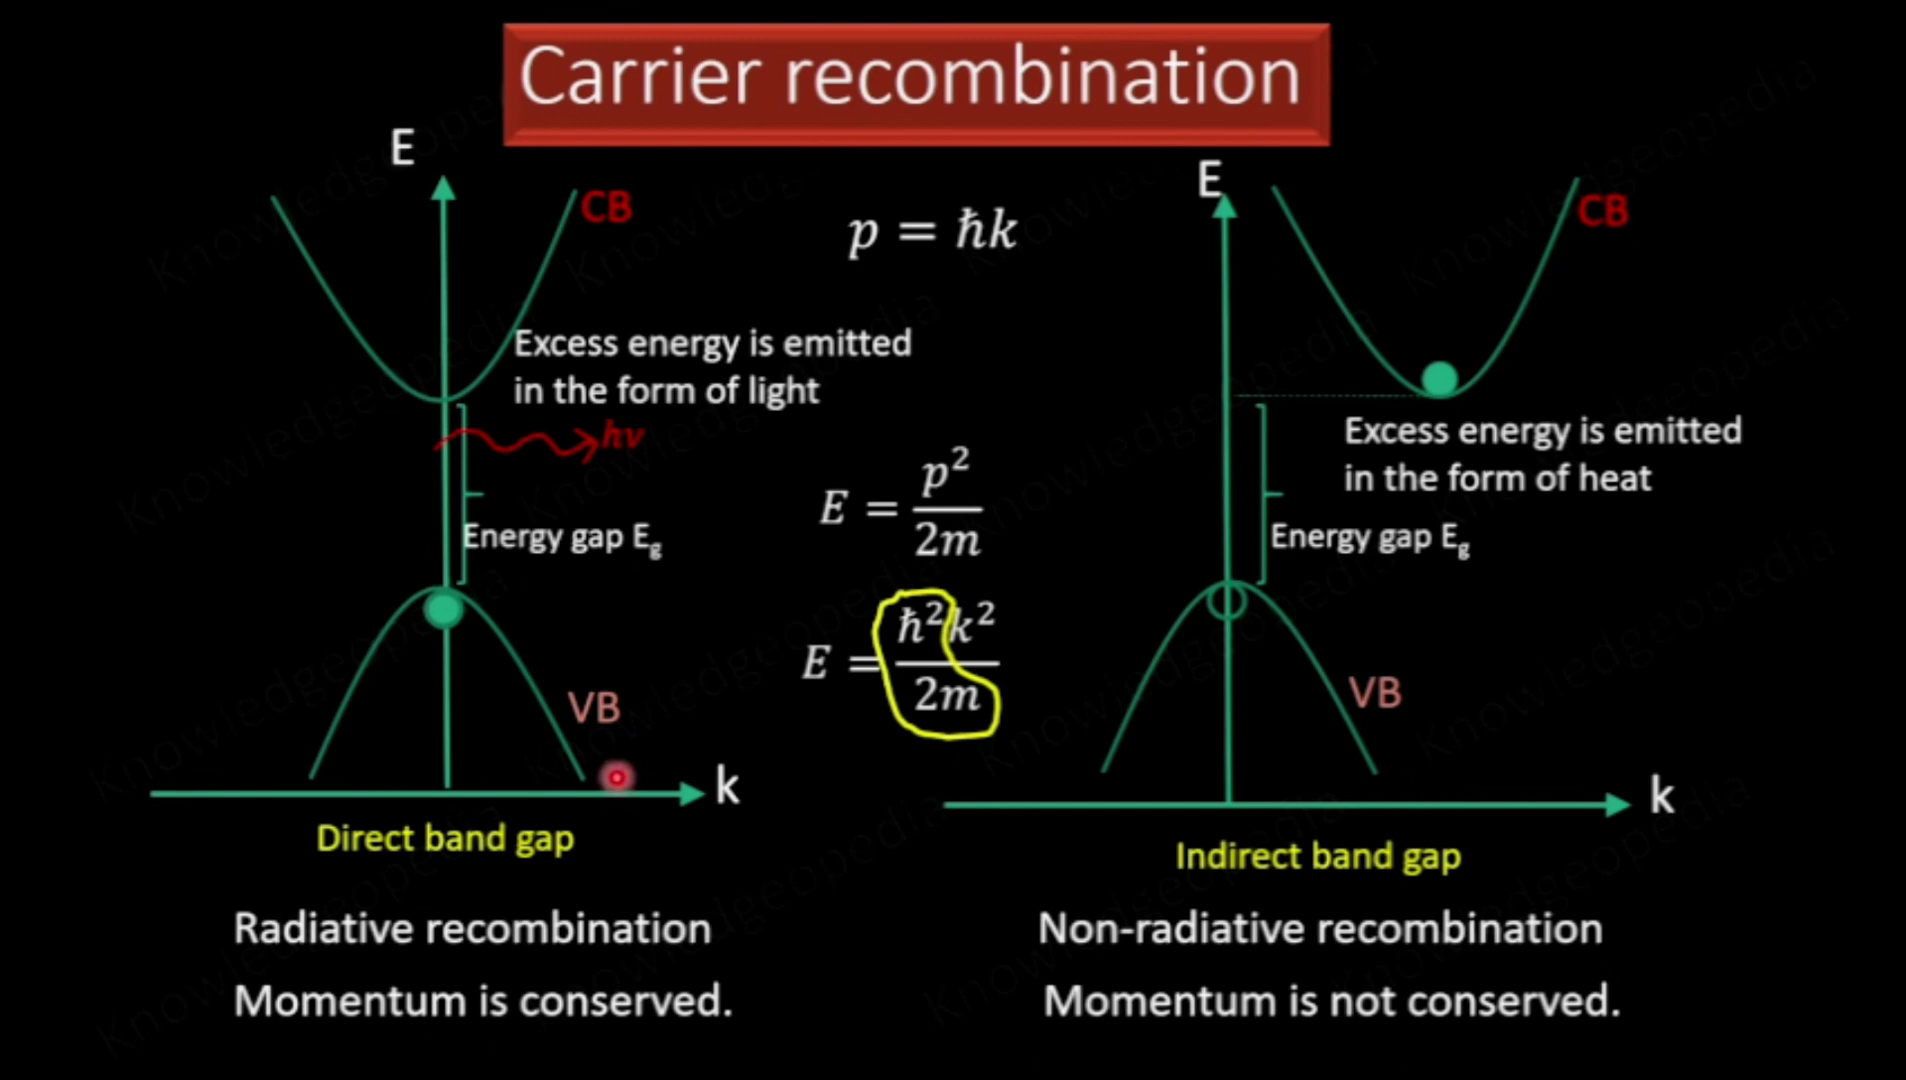 Carrier recombination
E
CB
p = ħk
Excess energy is emitted
in the form of light
hν
Energy gap Eg
E = p²/2m
E = ħ²k²/2m
VB
k
Direct band gap
Radiative recombination
Momentum is conserved.
E
CB
Excess energy is emitted
in the form of heat
Energy gap Eg
VB
k
Indirect band gap
Non-radiative recombination
Momentum is not conserved.
Knowledgeopedia